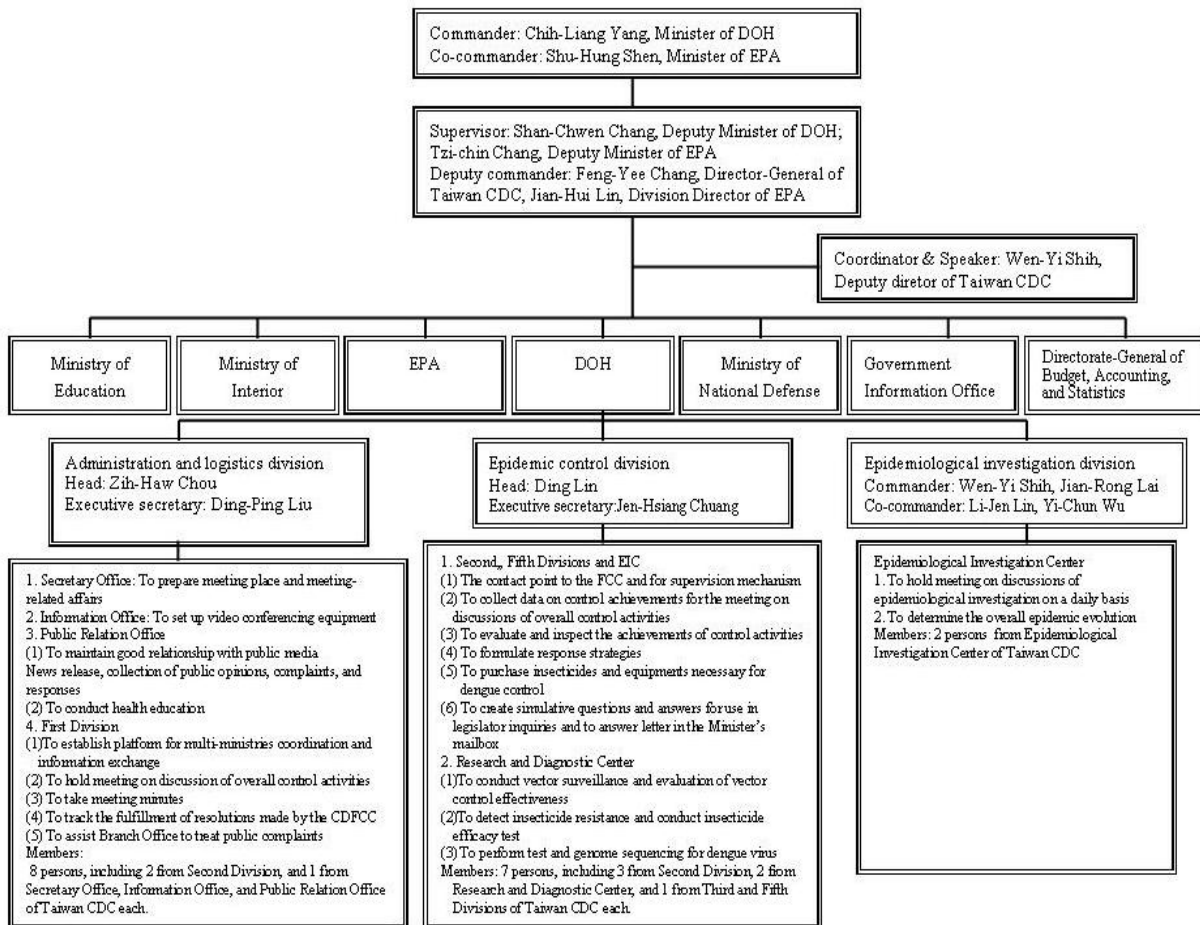 Commander: Chih-Liang Yang, Minister of DOH
Co-commander: Shu-Hung Shen, Minister of EPA
Supervisor: Shan-Chwen Chang, Deputy Minister of DOH;
Tzi-chin Chang, Deputy Minister of EPA
Deputy commander: Feng-Yee Chang, Director-General of
Taiwan CDC, Jian-Hui Lin, Division Director of EPA
Coordinator & Speaker: Wen-Yi Shih,
Deputy diretor of Taiwan CDC
Ministry of
Education
Ministry of
Interior
EPA
DOH
Ministry of
National Defense
Government
Information Office
Directorate-General of
Budget, Accounting,
and Statistics
Administration and logistics division
Head: Zih-Haw Chou
Executive secretary: Ding-Ping Liu
Epidemic control division
Head: Ding Lin
Executive secretary:Jen-Hsiang Chuang
Epidemiological investigation division
Commander: Wen-Yi Shih, Jian-Rong Lai
Co-commander: Li-Jen Lin, Yi-Chun Wu
1. Secretary Office: To prepare meeting place and meeting-
related affairs
2. Information Office: To set up video conferencing equipment
3. Public Relation Office
(1) To maintain good relationship with public media
News release, collection of public opinions, complaints, and
responses
(2) To conduct health education
4. First Division
(1)To establish platform for multi-ministries coordination and
information exchange
(2) To hold meeting on discussion of overall control activities
(3) To take meeting minutes
(4) To track the fulfillment of resolutions made by the CDFCC
(5) To assist Branch Office to treat public complaints
Members:
8 persons, including 2 from Second Division, and 1 from
Secretary Office, Information Office, and Public Relation Office
of Taiwan CDC each.
1. Second,, Fifth Divisions and EIC
(1) The contact point to the FCC and for supervision mechanism
(2) To collect data on control achievements for the meeting on
discussions of overall control activities
(3) To evaluate and inspect the achievements of control activities
(4) To formulate response strategies
(5) To purchase insecticides and equipments necessary for
dengue control
(6) To create simulative questions and answers for use in
legislator inquiries and to answer letter in the Minister's
mailbox
2. Research and Diagnostic Center
(1)To conduct vector surveillance and evaluation of vector
control effectiveness
(2)To detect insecticide resistance and conduct insecticide
efficacy test
(3)To perform test and genome sequencing for dengue virus
Members: 7 persons, including 3 from Second Division, 2 from
Research and Diagnostic Center, and 1 from Third and Fifth
Divisions of Taiwan CDC each.
Epidemiological Investigation Center
1. To hold meeting on discussions of
epidemiological investigation on a daily basis
2. To determine the overall epidemic evolution
Members: 2 persons from Epidemiological
Investigation Center of Taiwan CDC